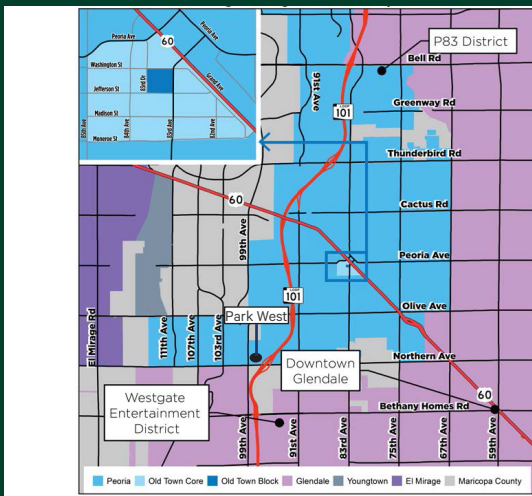 60
Peoria Ave
Peoria Ave
Grand Ave
Washington St
83rd Dr
Jefferson St
Madison St
Monroe St
85th Ave
84th Ave
83rd Ave
82nd Ave
P83 District
91st Ave
Bell Rd
Greenway Rd
LOOP
101
Thunderbird Rd
60
Cactus Rd
99th Ave
Peoria Ave
LOOP
101
Olive Ave
El Mirage Rd
111th Ave
107th Ave
103rd Ave
Park West
Northern Ave
Downtown
Glendale
60
Westgate
Entertainment
District
Bethany Homes Rd
99th Ave
91st Ave
83rd Ave
75th Ave
67th Ave
59th Ave
Peoria
Old Town Core
Old Town Block
Glendale
Youngtown
El Mirage
Maricopa County